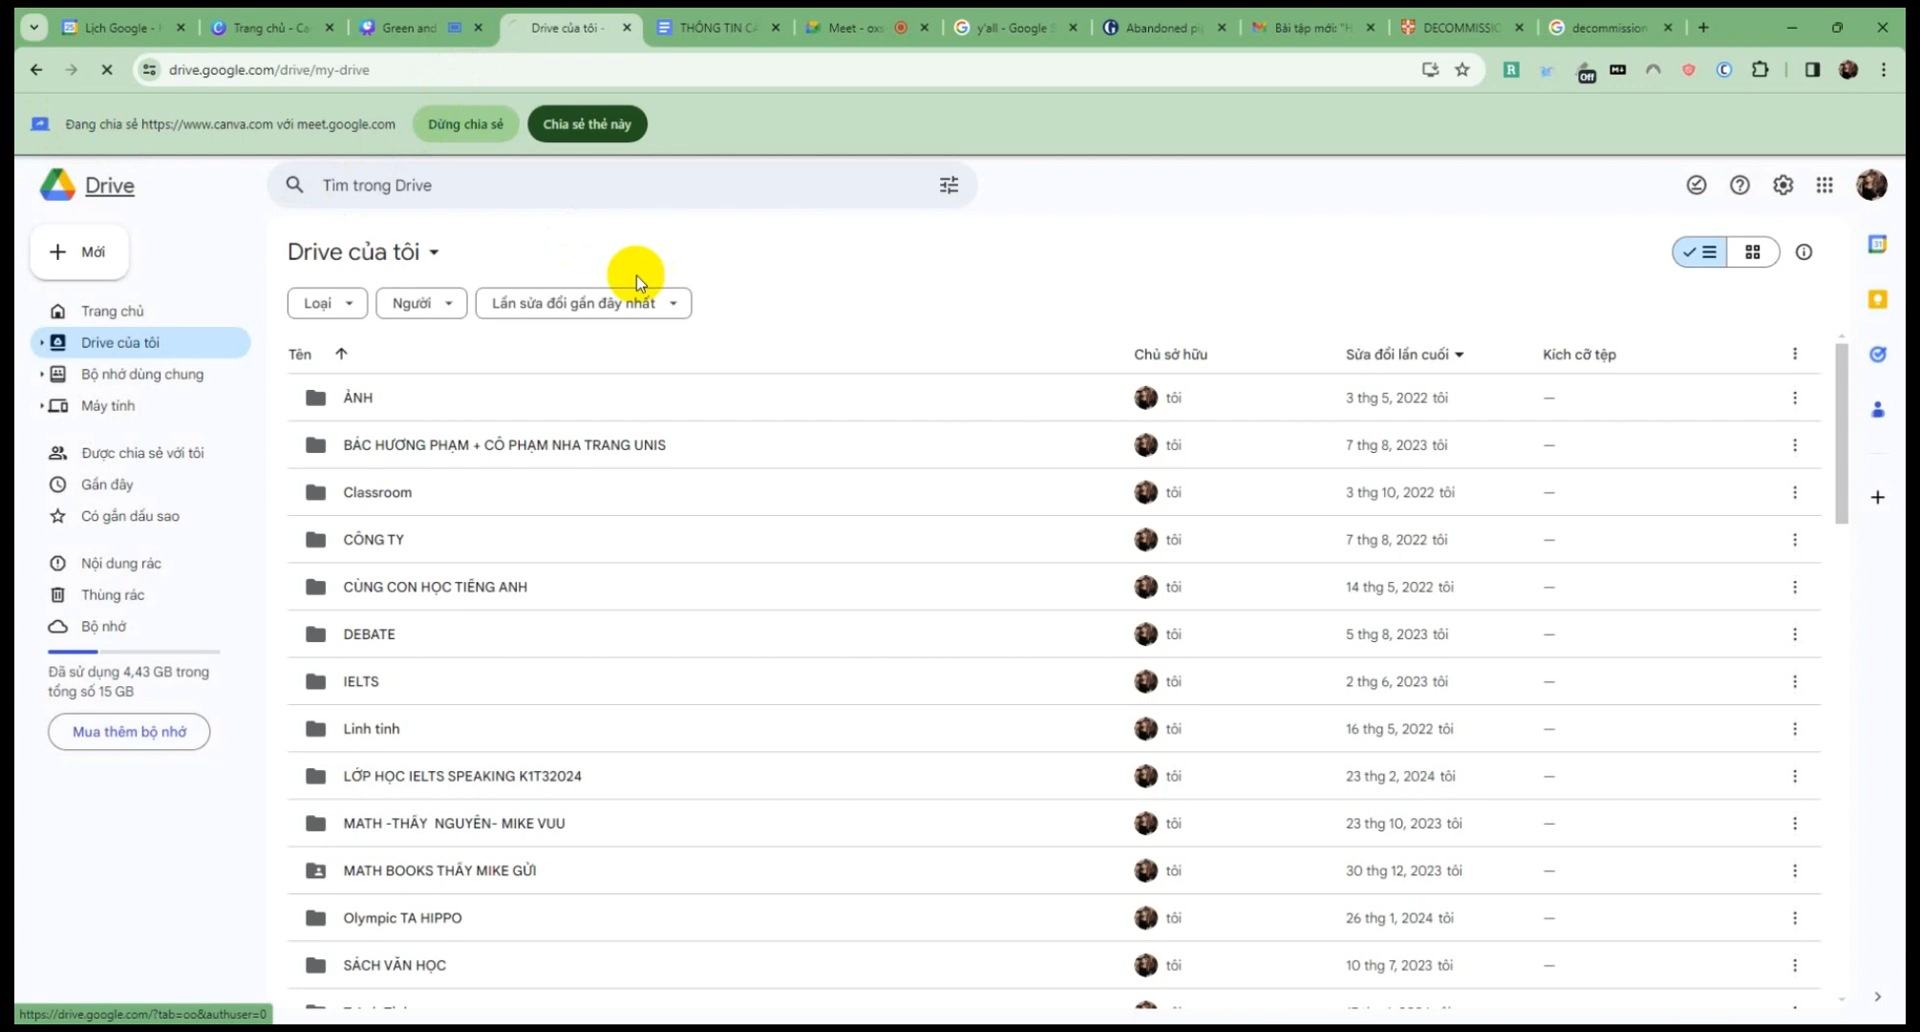 Lịch Google -
Trang chủ - Ca
Green and
Drive của tôi -
THÔNG TIN C
Meet - oxs
y'all - Google S
Abandoned pi
Bài tập mới: "H
DECOMMISSIO
decommission
drive.google.com/drive/my-drive
Off
Đang chia sẻ https://www.canva.com với meet.google.com
Dừng chia sẻ
Chia sẻ thẻ này
Drive
Tìm trong Drive
Mới
Drive của tôi
Loại
Người
Lần sửa đổi gần đây nhất
Trang chủ
Drive của tôi
Bộ nhớ dùng chung
Máy tính
Được chia sẻ với tôi
Gần đây
Có gắn dấu sao
Nội dung rác
Thùng rác
Bộ nhớ
Đã sử dụng 4,43 GB trong
tổng số 15 GB
Mua thêm bộ nhớ
Tên Chủ sở hữu Sửa đổi lần cuối Kích cỡ tệp
ẢNH tôi 3 thg 5, 2022 tôi —
BÁC HƯƠNG PHẠM + CÔ PHẠM NHA TRANG UNIS tôi 7 thg 8, 2023 tôi —
Classroom tôi 3 thg 10, 2022 tôi —
CÔNG TY tôi 7 thg 8, 2022 tôi —
CÙNG CON HỌC TIẾNG ANH tôi 14 thg 5, 2022 tôi —
DEBATE tôi 5 thg 8, 2023 tôi —
IELTS tôi 2 thg 6, 2023 tôi —
Linh tinh tôi 16 thg 5, 2022 tôi —
LỚP HỌC IELTS SPEAKING K1T32024 tôi 23 thg 2, 2024 tôi —
MATH -THẦY NGUYÊN- MIKE VUU tôi 23 thg 10, 2023 tôi —
MATH BOOKS THẦY MIKE GỬI tôi 30 thg 12, 2023 tôi —
Olympic TA HIPPO tôi 26 thg 1, 2024 tôi —
SÁCH VĂN HỌC tôi 10 thg 7, 2023 tôi —
https://drive.google.com/?tab=oo&authuser=0